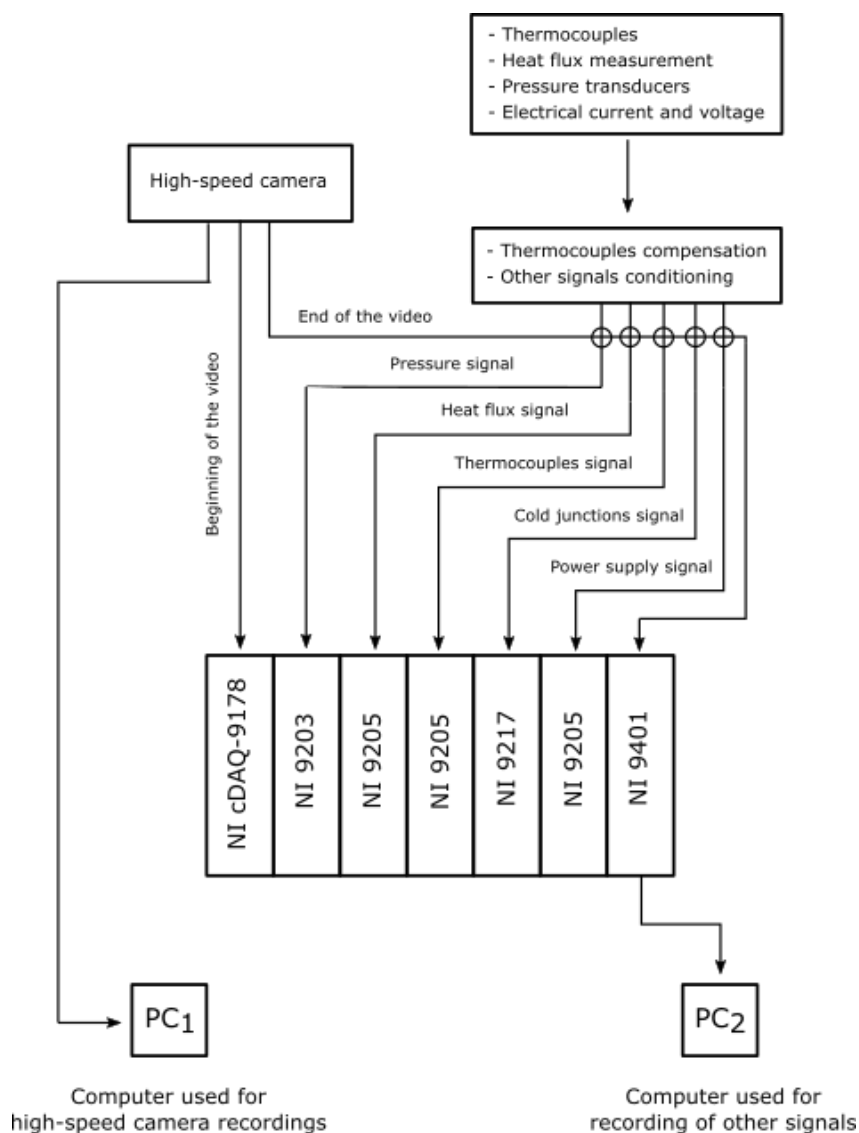 - Thermocouples
- Heat flux measurement
- Pressure transducers
- Electrical current and voltage
High-speed camera
- Thermocouples compensation
- Other signals conditioning
End of the video
Pressure signal
Heat flux signal
Thermocouples signal
Cold junctions signal
Power supply signal
Beginning of the video
NI cDAQ-9178
NI 9203
NI 9205
NI 9205
NI 9217
NI 9205
NI 9401
PC1
PC2
Computer used for
high-speed camera recordings
Computer used for
recording of other signals